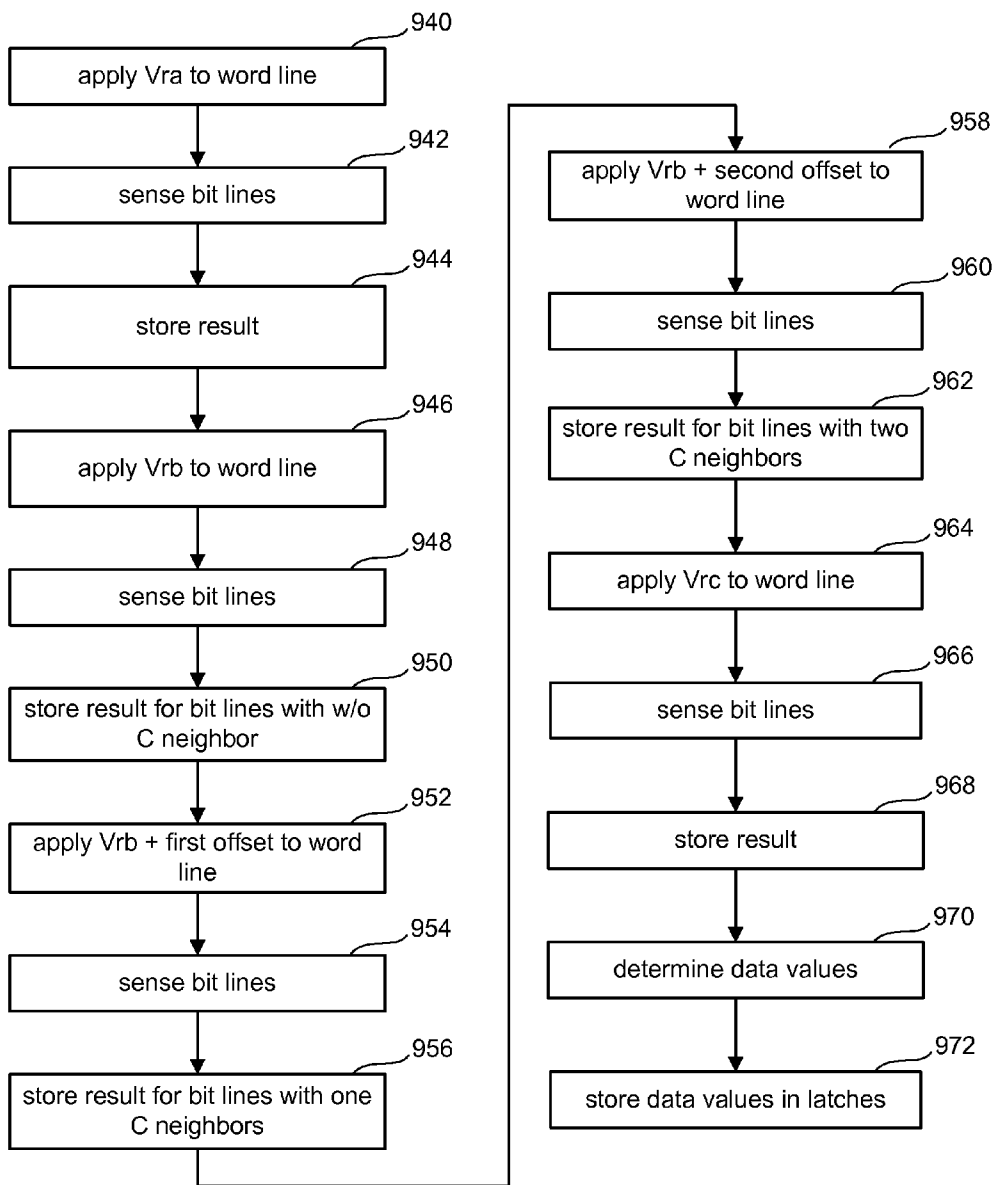 940
apply Vra to word line
942
sense bit lines
944
store result
946
apply Vrb to word line
948
sense bit lines
950
store result for bit lines with w/o
C neighbor
952
apply Vrb + first offset to word
line
954
sense bit lines
956
store result for bit lines with one
C neighbors
958
apply Vrb + second offset to
word line
960
sense bit lines
962
store result for bit lines with two
C neighbors
964
apply Vrc to word line
966
sense bit lines
968
store result
970
determine data values
972
store data values in latches